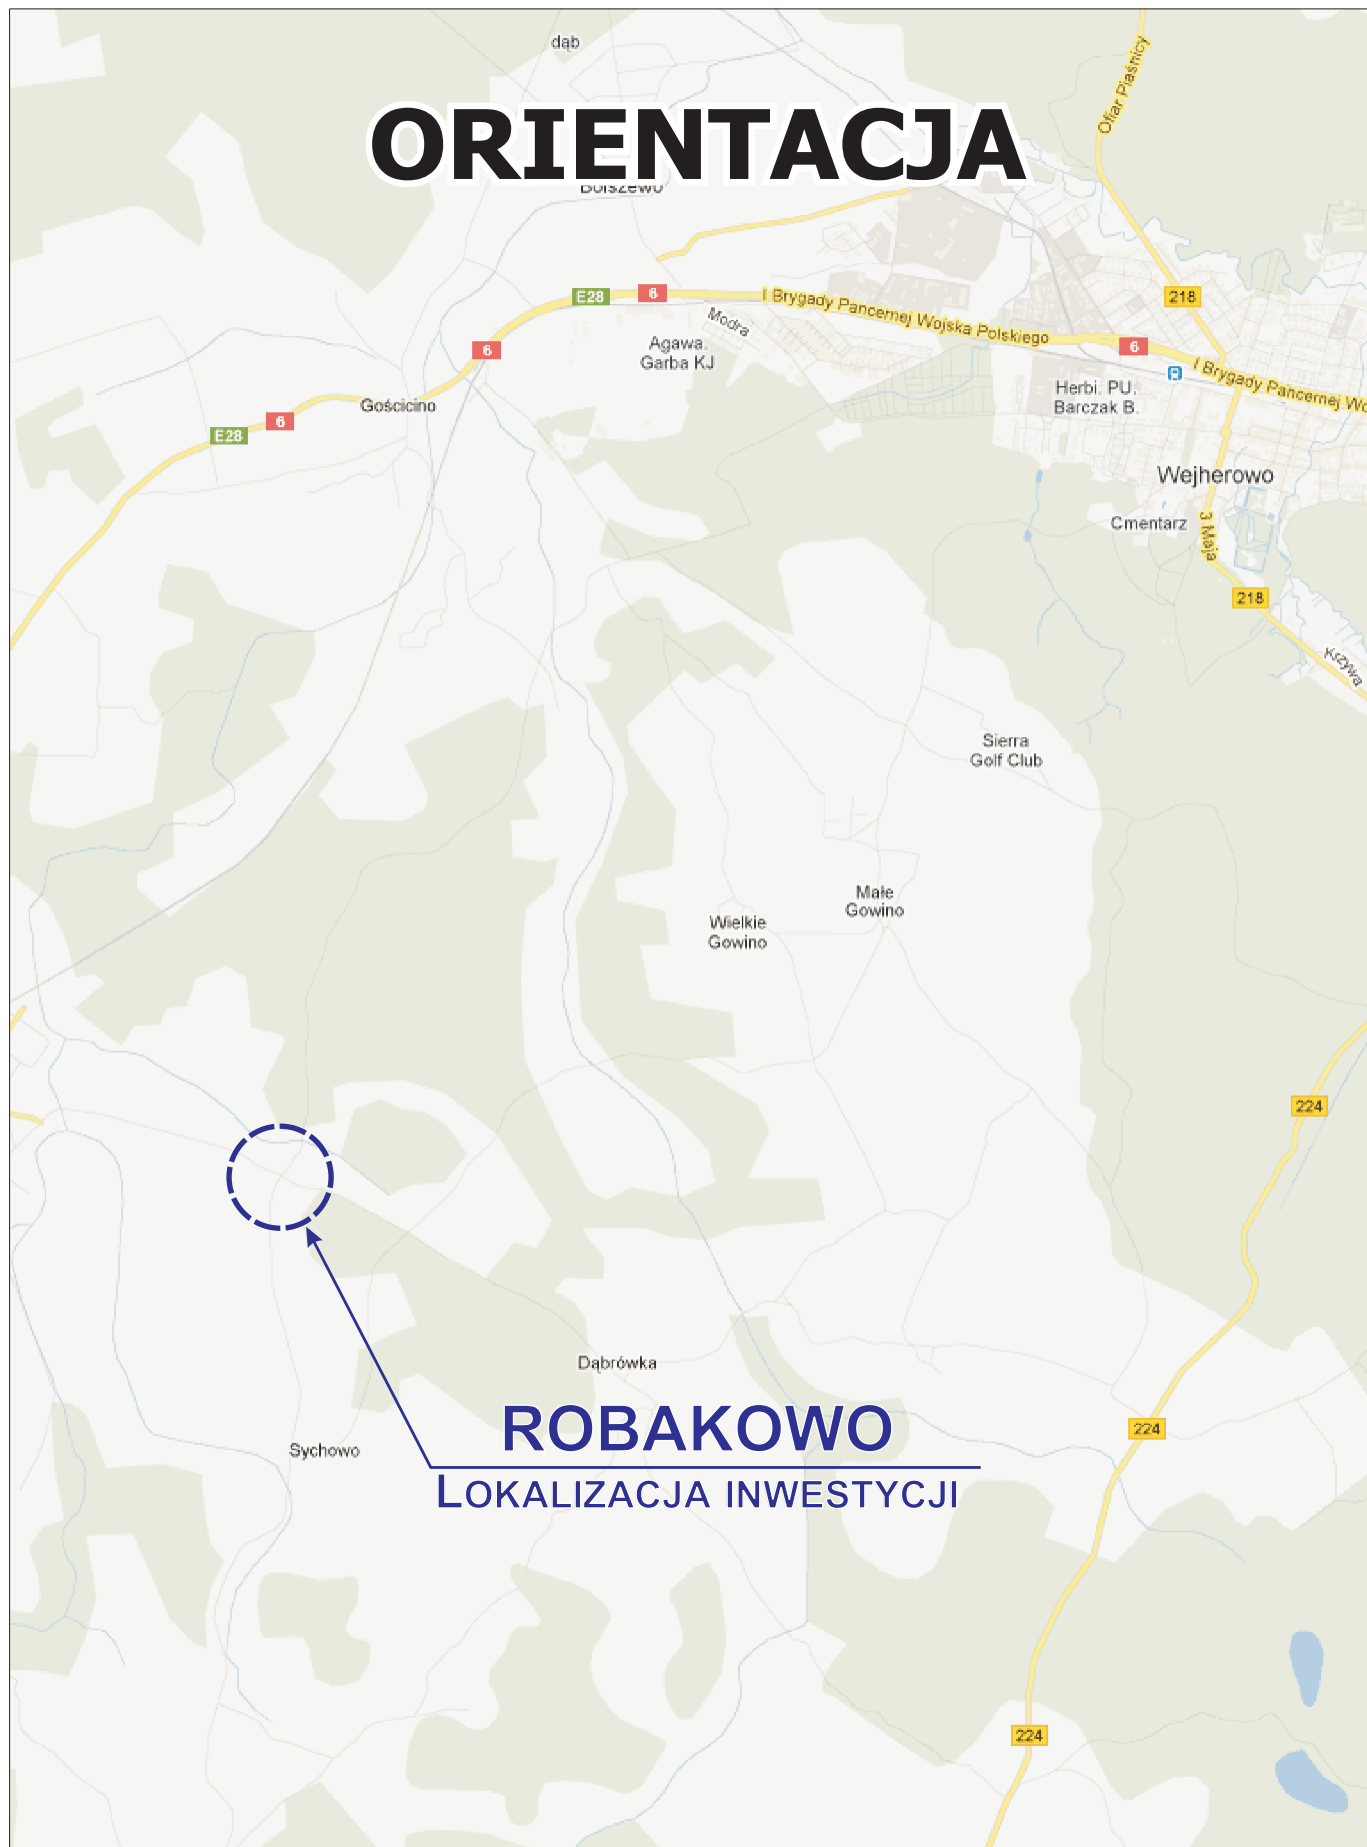 dąb
ORIENTACJA
Bolszewo
Ofiar Piaśnicy
218
E28
6
I Brygady Pancernej Wojska Polskiego
Modra
Agawa.
Garba KJ
6
6
I Brygady Pancernej Wo
Herbi. PU.
Barczak B.
Gościcino
6
E28
Wejherowo
Cmentarz
3 Maja
218
Kszywa
Sierra
Golf Club
Małe
Gowino
Wielkie
Gowino
224
Dąbrówka
ROBAKOWO
224
Sychowo
LOKALIZACJA INWESTYCJI
224